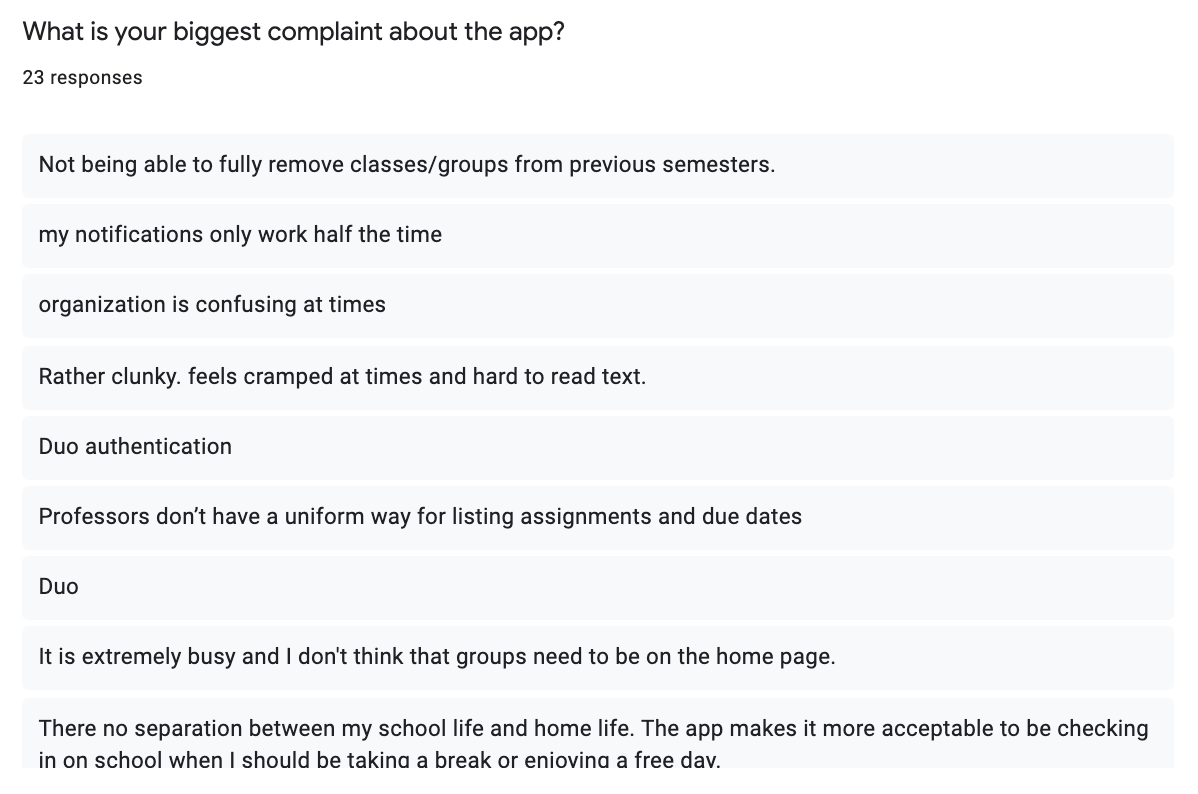 What is your biggest complaint about the app?
23 responses
Not being able to fully remove classes/groups from previous semesters.
my notifications only work half the time
organization is confusing at times
Rather clunky. feels cramped at times and hard to read text.
Duo authentication
Professors don’t have a uniform way for listing assignments and due dates
Duo
It is extremely busy and I don't think that groups need to be on the home page.
There no separation between my school life and home life. The app makes it more acceptable to be checking
in on school when I should be taking a break or enjoying a free day.